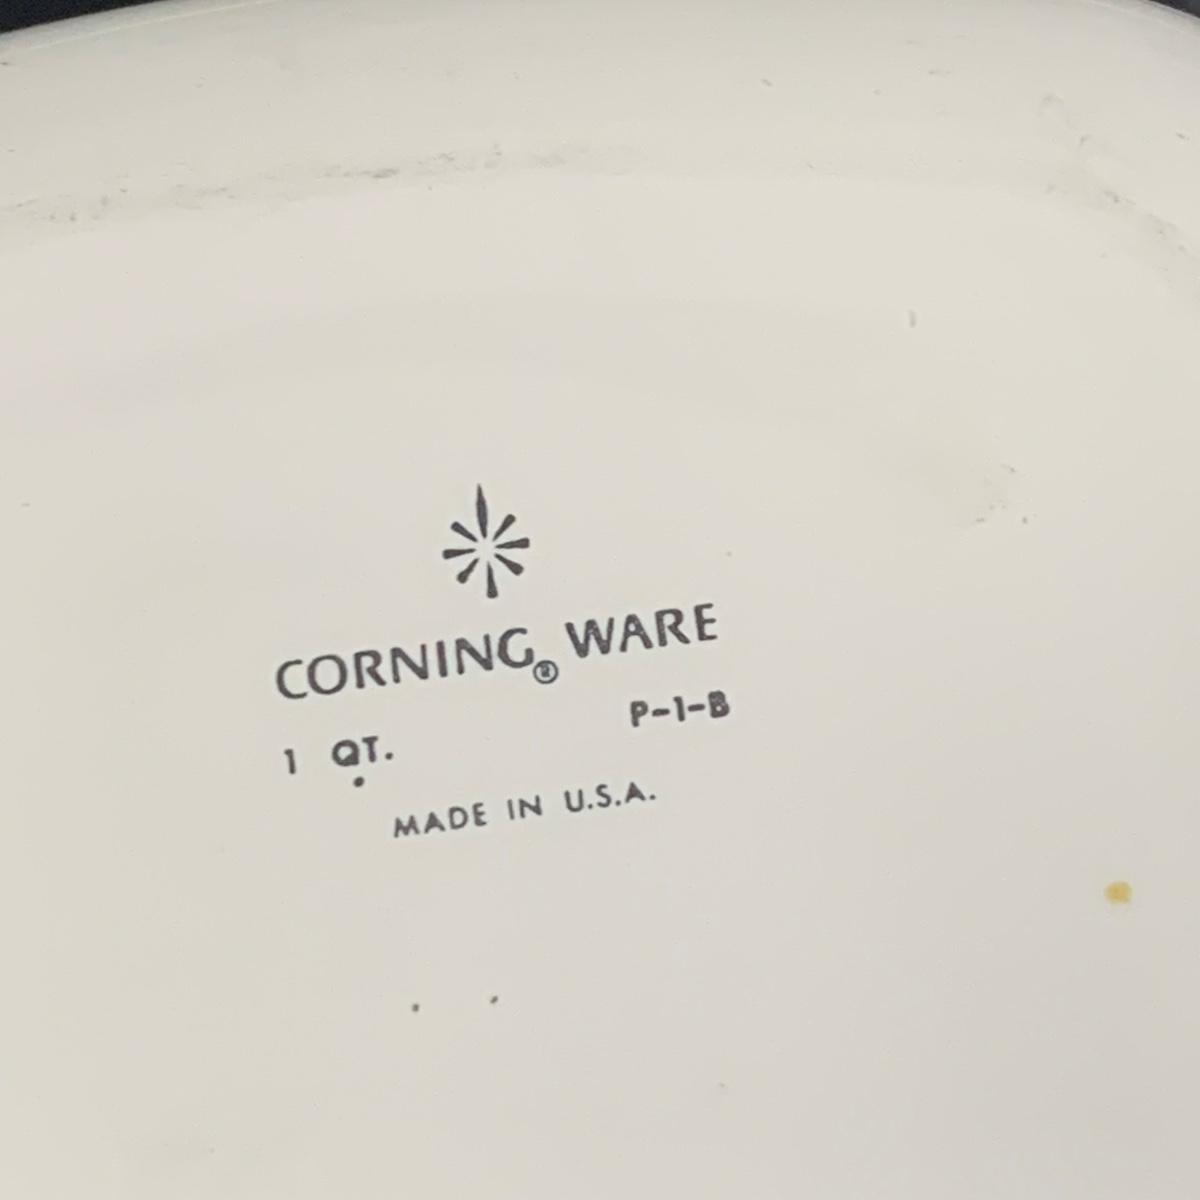 CORNING® WARE
1 QT. P-1-B
MADE IN U.S.A.